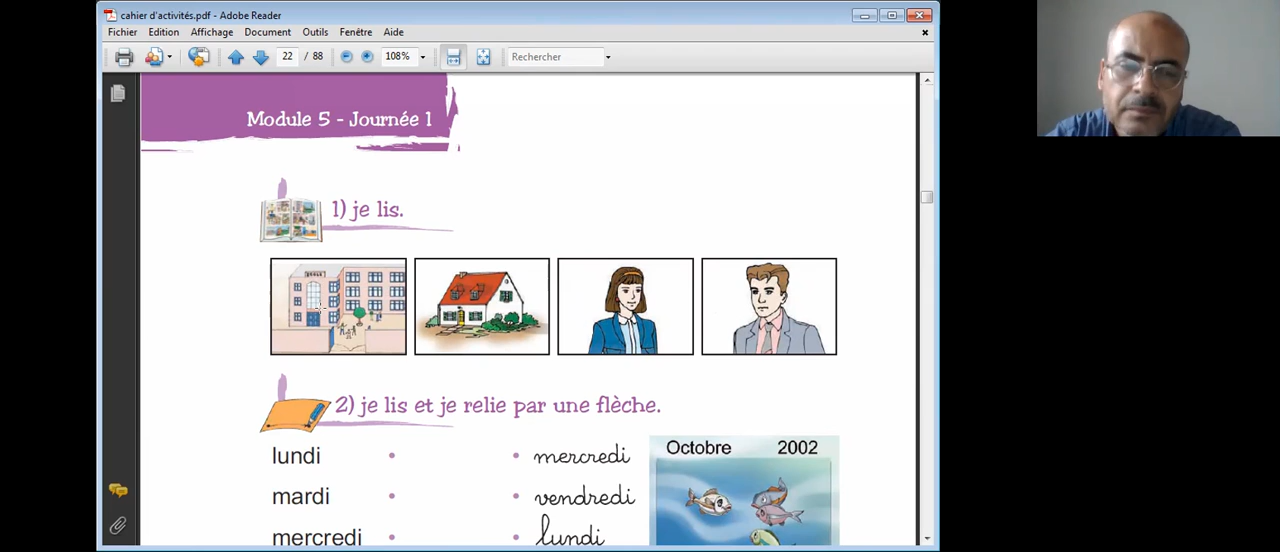 cahier d'activités.pdf - Adobe Reader
Fichier Edition Affichage Document Outils Fenêtre Aide
22 / 88 108% Rechercher
Module 5 - Journée 1
1) je lis.
ECOLE
2) je lis et je relie par une flèche.
lundi • • mercredi
mardi • • vendredi
mercredi • • lundi
Octobre 2002